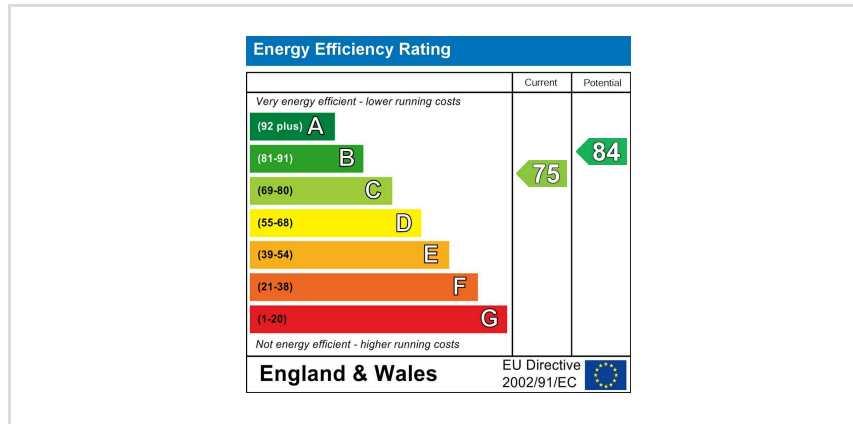 Energy Efficiency Rating
Current Potential
Very energy efficient - lower running costs
(92 plus) A
(81-91) B
84
75
(69-80) C
(55-68) D
(39-54) E
(21-38) F
(1-20) G
Not energy efficient - higher running costs
England & Wales
EU Directive
2002/91/EC